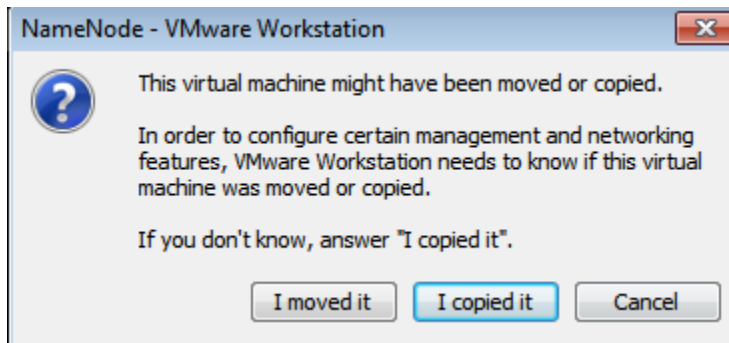 NameNode - VMware Workstation
This virtual machine might have been moved or copied.
In order to configure certain management and networking
features, VMware Workstation needs to know if this virtual
machine was moved or copied.
If you don't know, answer "I copied it".
I moved it I copied it Cancel